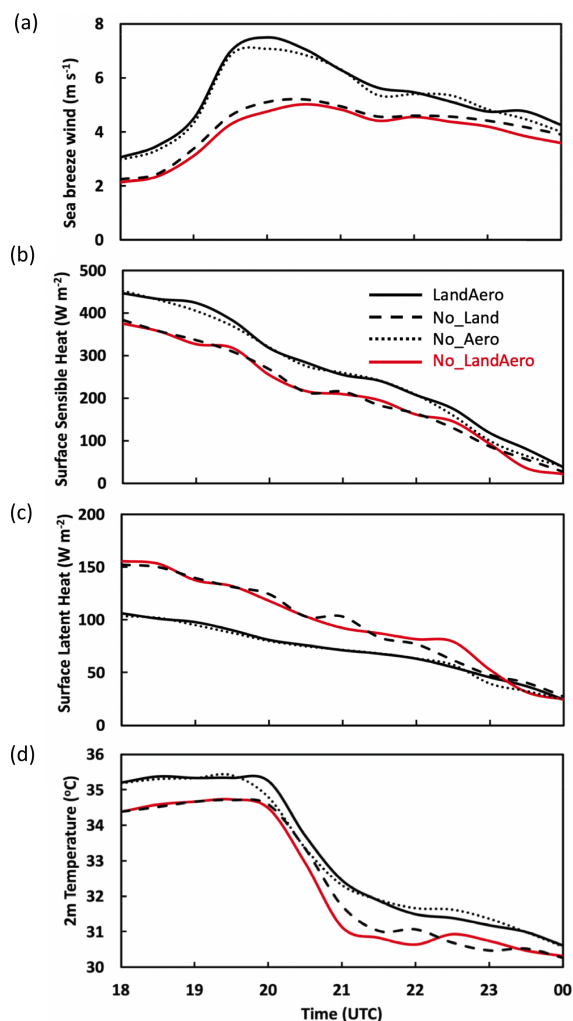 (a)
Sea breeze wind (m s⁻¹)
8
6
4
2
0
(b)
Surface Sensible Heat (W m⁻²)
500
400
300
200
100
0
LandAero
No_Land
No_Aero
No_LandAero
(c)
Surface Latent Heat (W m⁻²)
200
150
100
50
0
(d)
2m Temperature (°C)
36
35
34
33
32
31
30
18 19 20 21 22 23 00
Time (UTC)